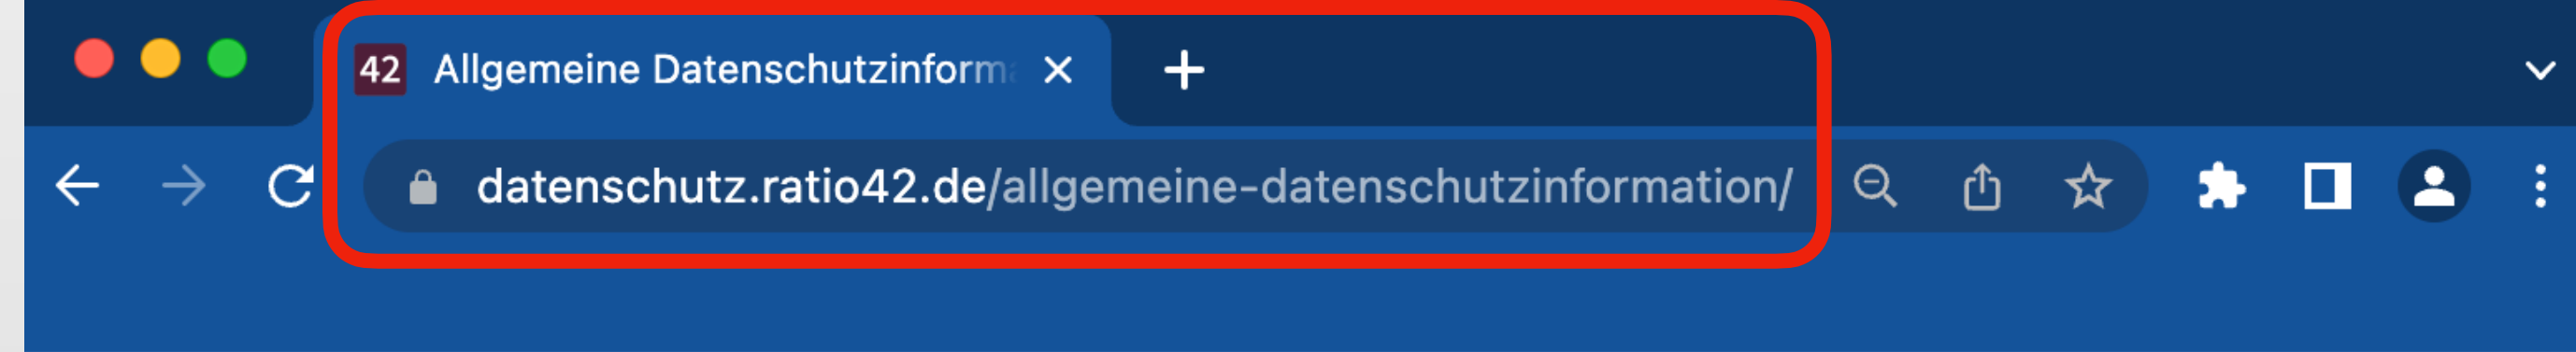 42 Allgemeine Datenschutzinform
datenschutz.ratio42.de/allgemeine-datenschutzinformation/